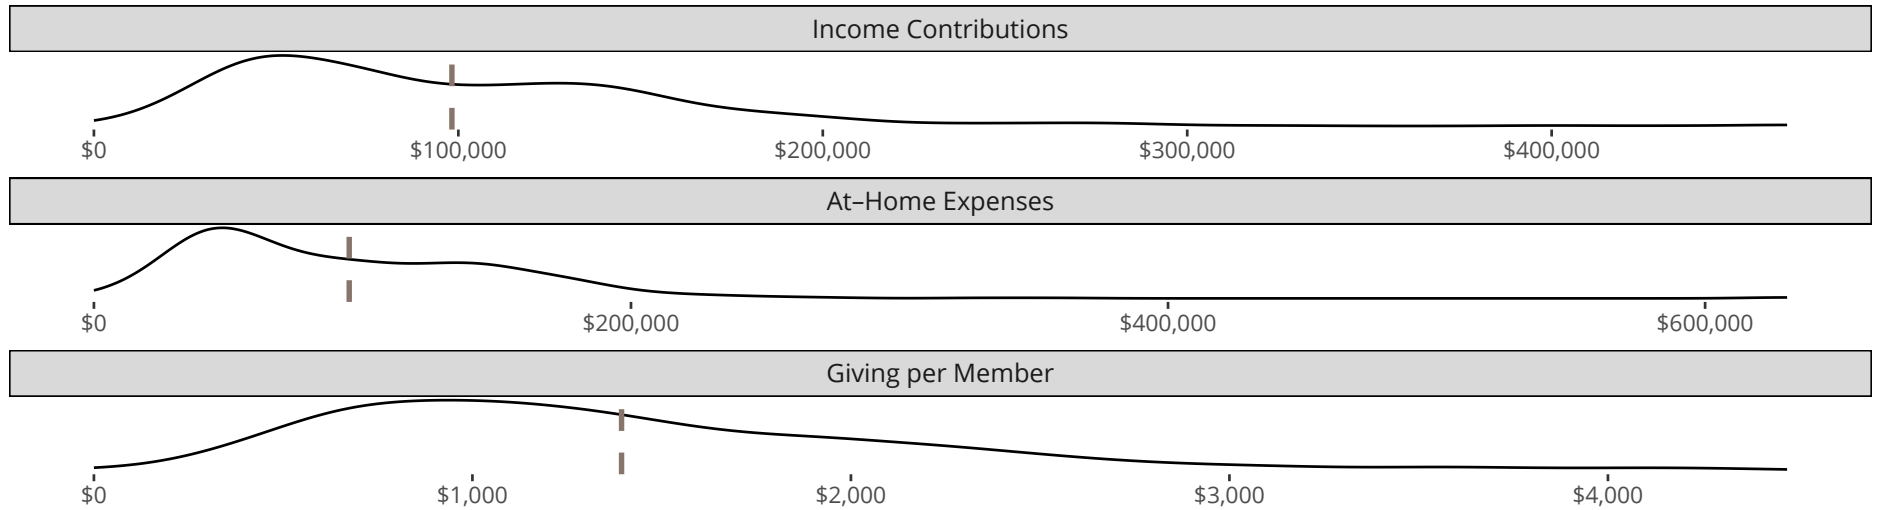 Income Contributions
$0 $100,000 $200,000 $300,000 $400,000
At–Home Expenses
$0 $200,000 $400,000 $600,000
Giving per Member
$0 $1,000 $2,000 $3,000 $4,000